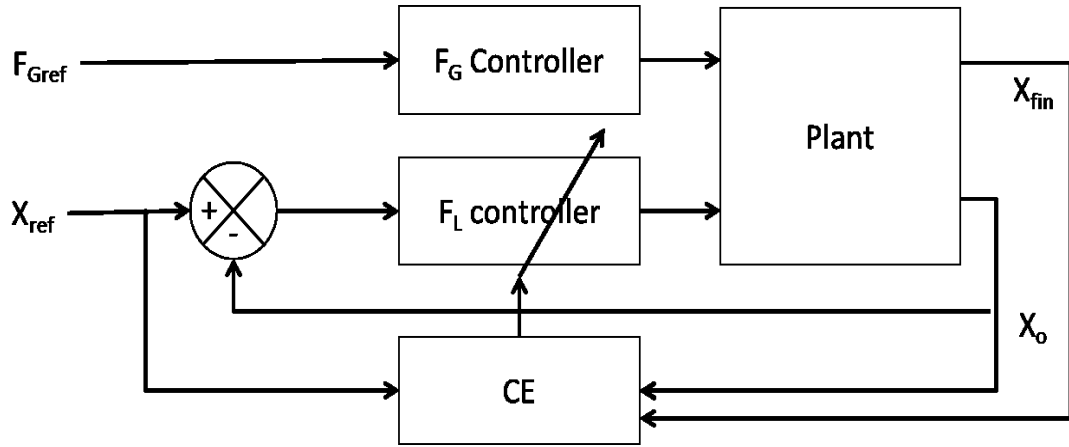 F_Gref
F_G Controller
Plant
X_fin
X_ref
+
-
F_L controller
X_o
CE